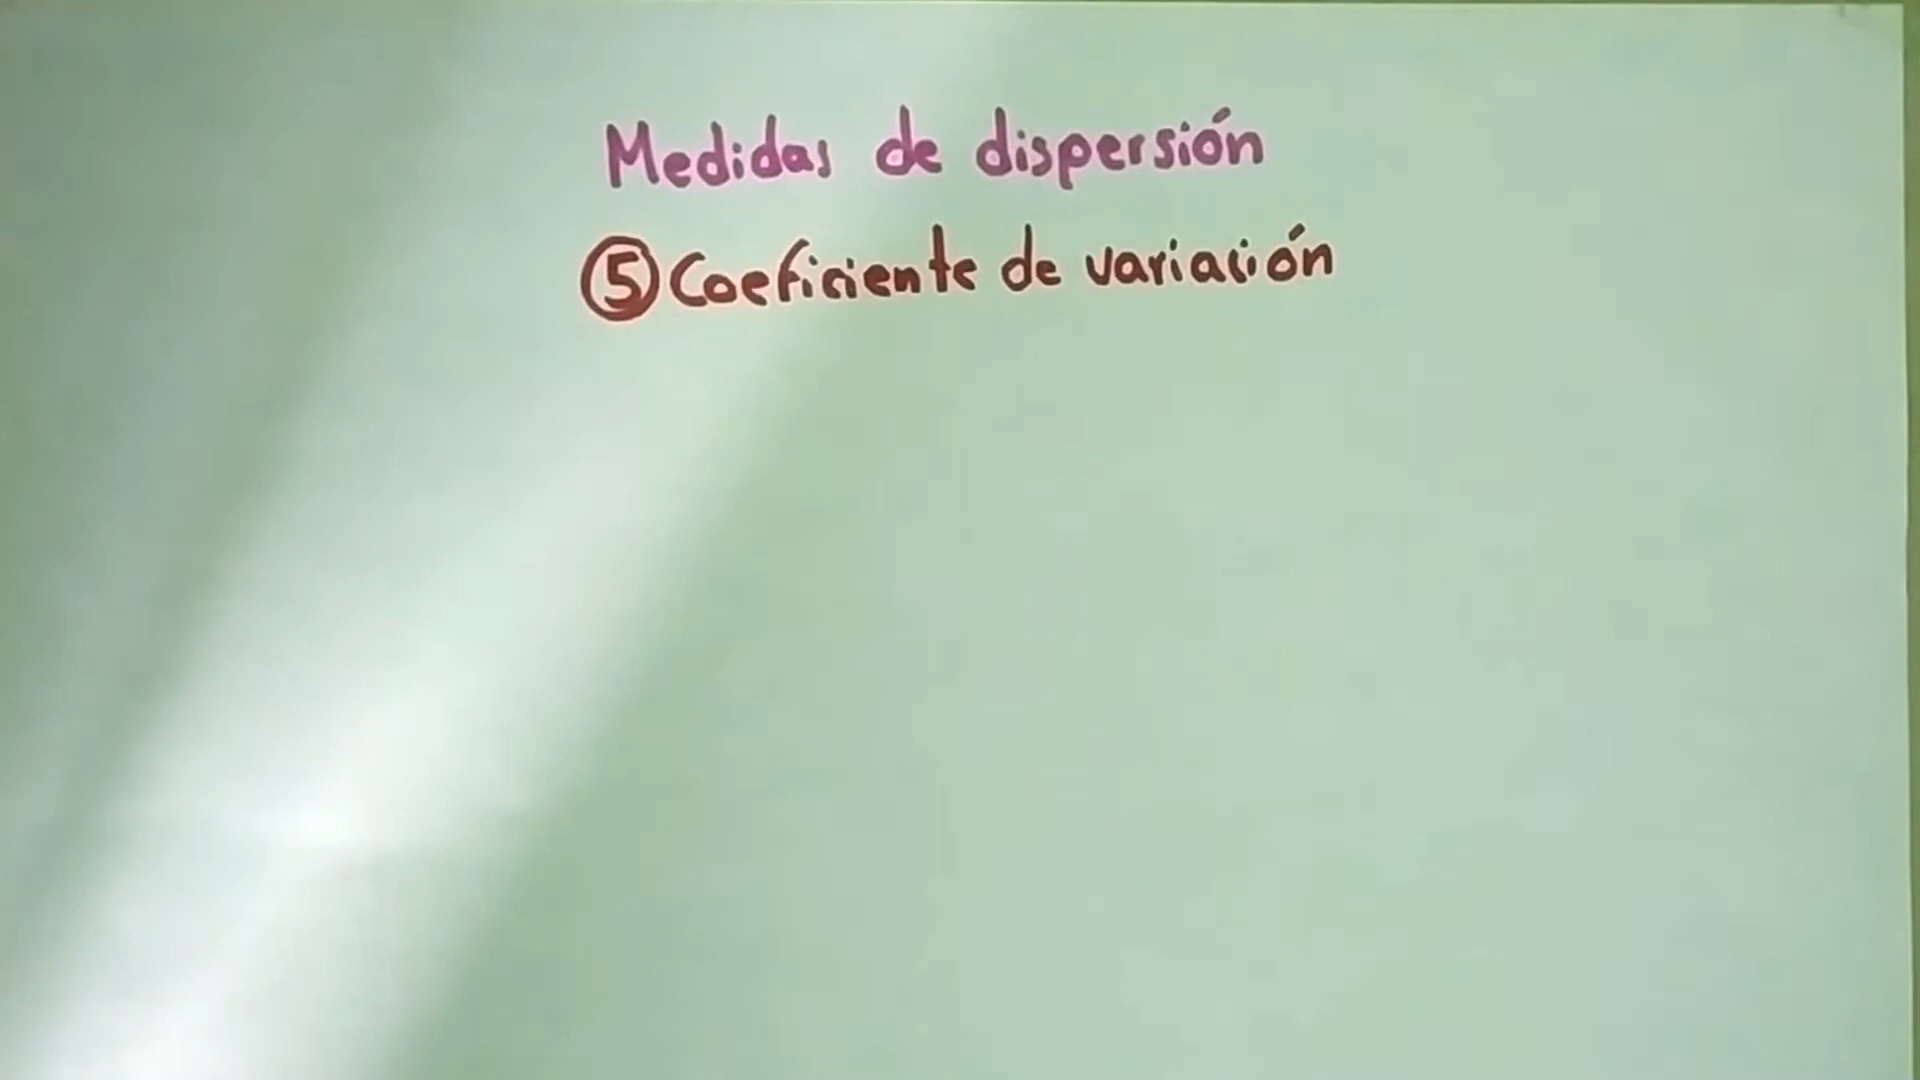 Medidas de dispersión
⑤ Coeficiente de variación